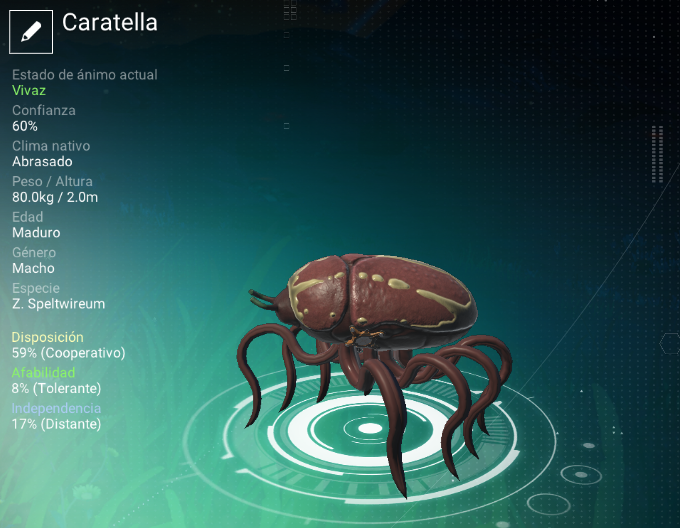 Caratella
Estado de ánimo actual
Vivaz
Confianza
60%
Clima nativo
Abrasado
Peso / Altura
80.0kg / 2.0m
Edad
Maduro
Género
Macho
Especie
Z. Speltwireum
Disposición
59% (Cooperativo)
Afabilidad
8% (Tolerante)
Independencia
17% (Distante)